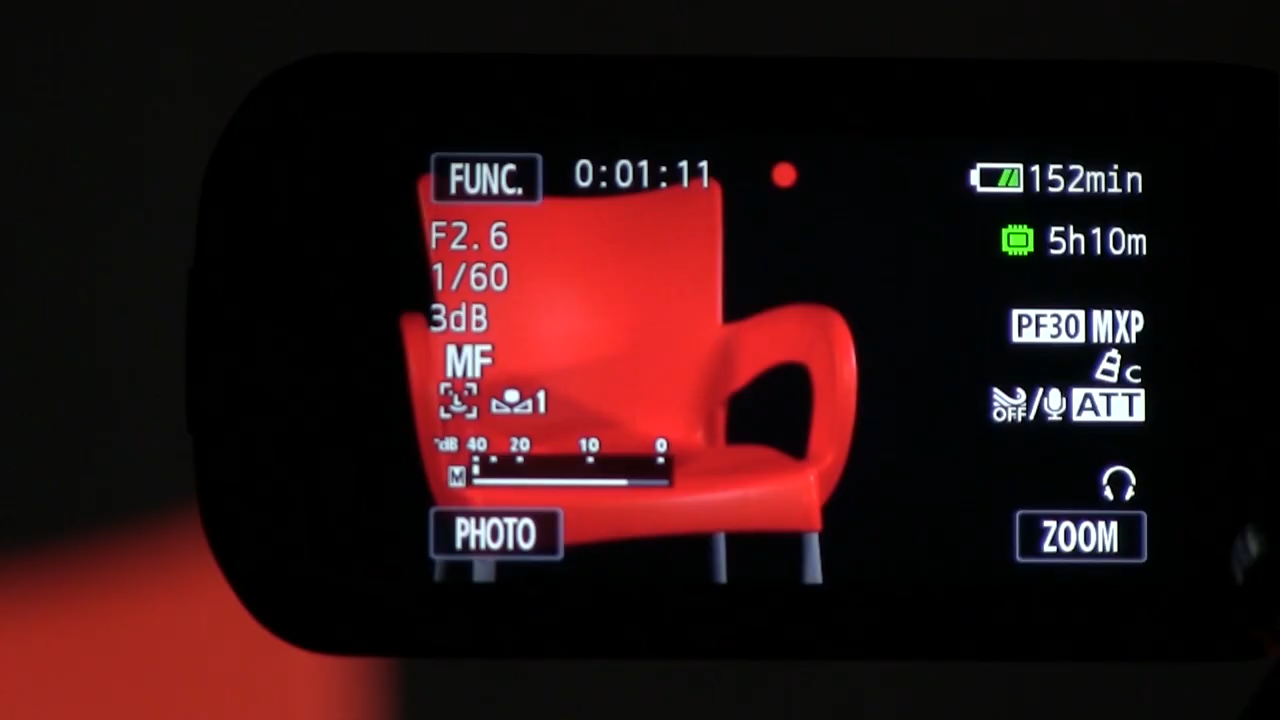 FUNC. 0:01:11 152min
F2.6 5h10m
1/60
3dB PF30 MXP
MF C
1 OFF/ ATT
-dB 40 20 10 0
M
PHOTO ZOOM